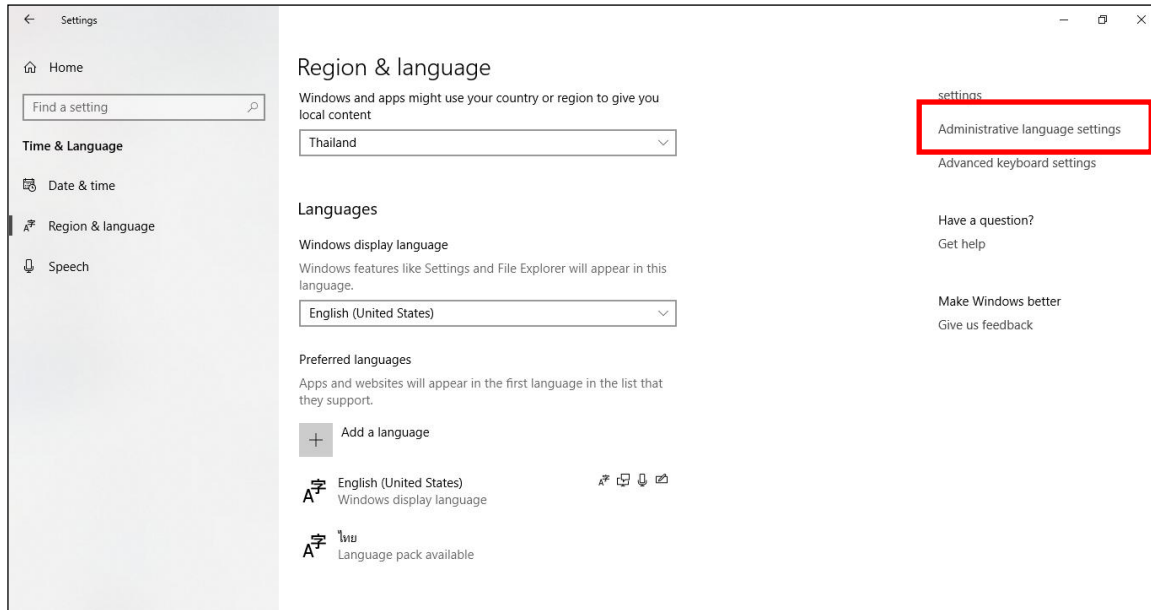 Settings
Home
Find a setting
Time & Language
Date & time
Region & language
Speech
Region & language
Windows and apps might use your country or region to give you
local content
Thailand
Languages
Windows display language
Windows features like Settings and File Explorer will appear in this
language.
English (United States)
Preferred languages
Apps and websites will appear in the first language in the list that
they support.
Add a language
English (United States)
Windows display language
ไทย
Language pack available
settings
Administrative language settings
Advanced keyboard settings
Have a question?
Get help
Make Windows better
Give us feedback